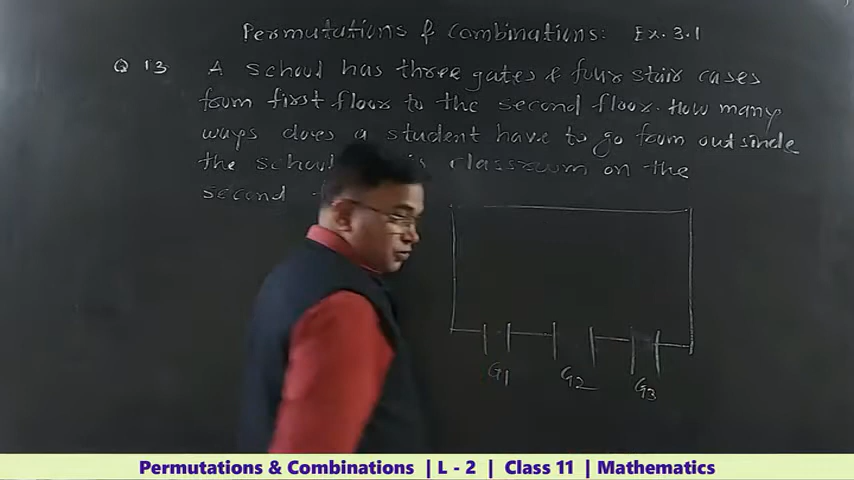 Permutations & Combinations: Ex. 3.1
Q 13 A school has three gates & four stair cases
from first floor to the second floor. How many
ways does a student have to go from outsinde
the school is classroom on the
second
G1 G2 G3
Permutations & Combinations | L - 2 | Class 11 | Mathematics